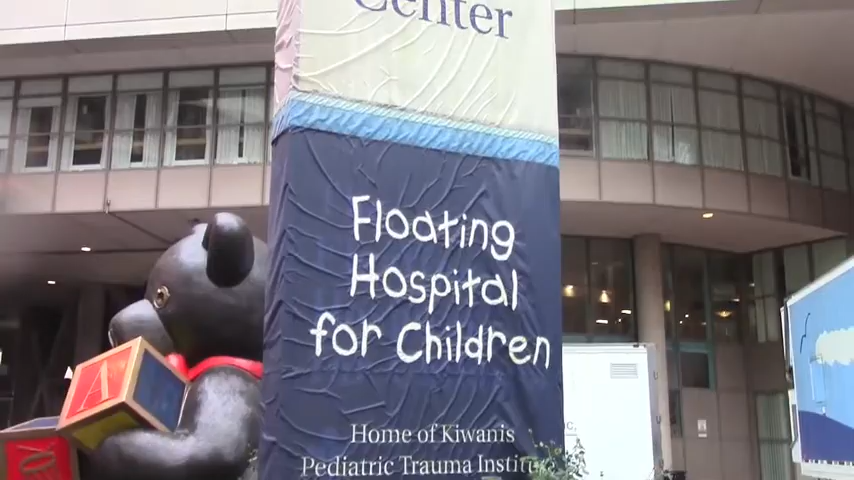 Center
Floating
Hospital
for Children
Home of Kiwanis
Pediatric Trauma Institute
A